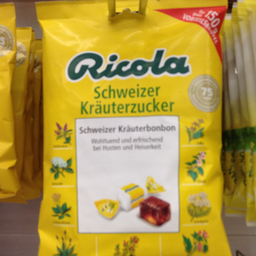 Ricola
Schweizer
Kräuterzucker
75
Schweizer Kräuterbonbon
Wohltuend und erfrischend
bei Husten und Heiserkeit